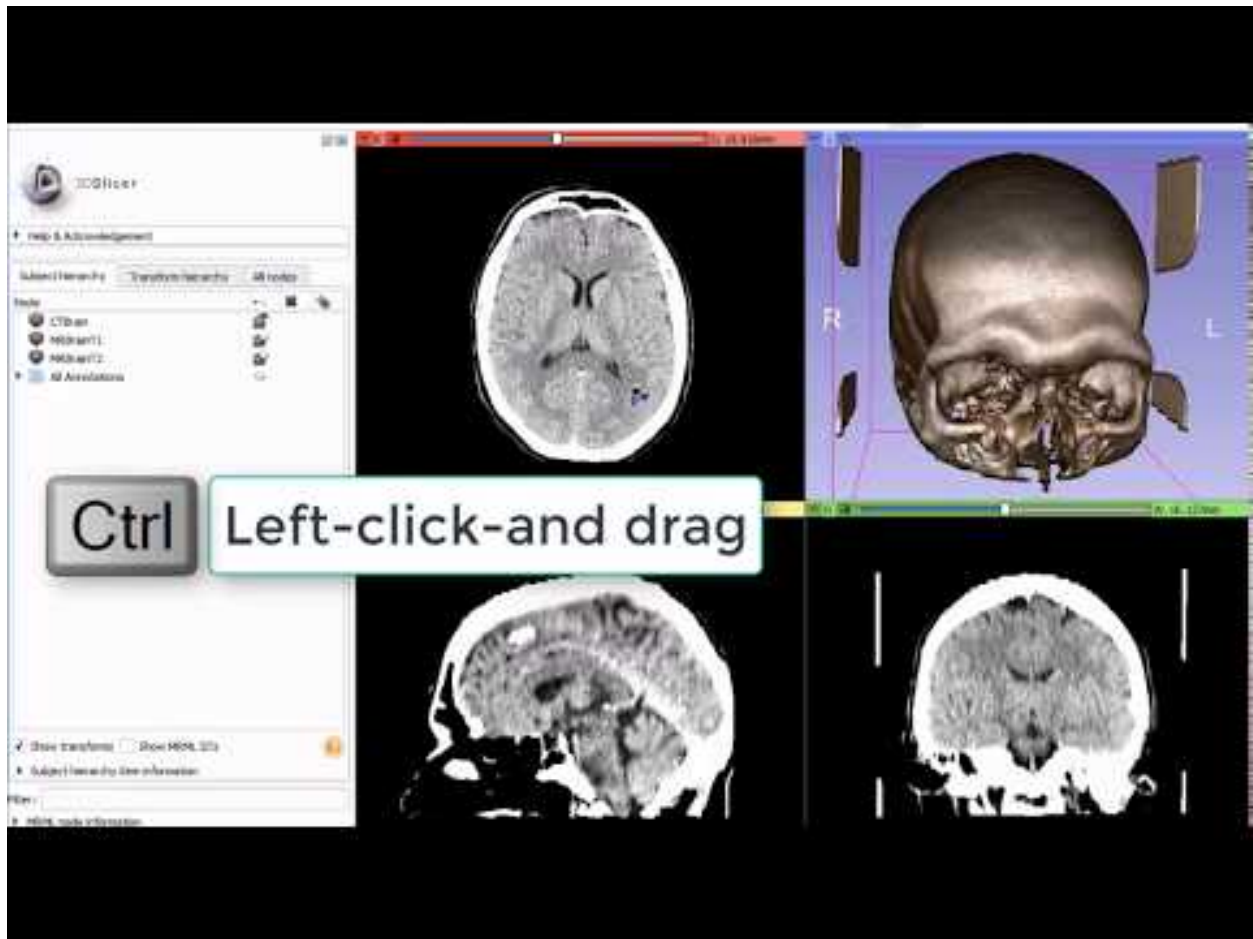 3DSlicer
Help & Acknowledgement
Subject hierarchy
Transform hierarchy
All nodes
Node
CTBrain
MRBrainT1
MRBrainT2
All Annotations
R
L
Ctrl
Left-click-and drag
Show transforms
Show MRML ID's
Subject hierarchy item information
Filter:
MRML node information